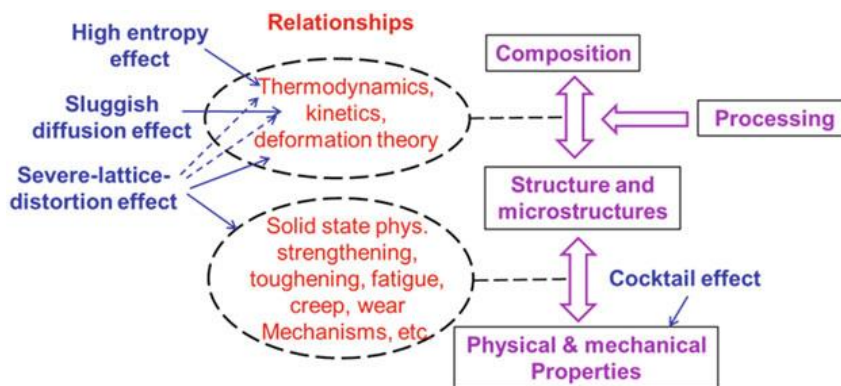 Relationships
High entropy
effect
Sluggish
diffusion effect
Severe-lattice-
distortion effect
Thermodynamics,
kinetics,
deformation theory
Solid state phys.
strengthening,
toughening, fatigue,
creep, wear
Mechanisms, etc
Composition
Processing
Structure and
microstructures
Cocktail effect
Physical & mechanical
Properties